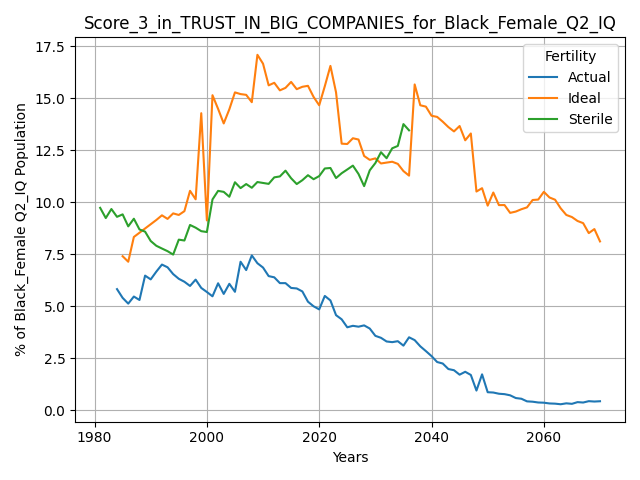 Score_3_in_TRUST_IN_BIG_COMPANIES_for_Black_Female_Q2_IQ
Fertility
Actual
Ideal
Sterile
% of Black_Female Q2_IQ Population
17.5
15.0
12.5
10.0
7.5
5.0
2.5
0.0
1980
2000
2020
2040
2060
Years